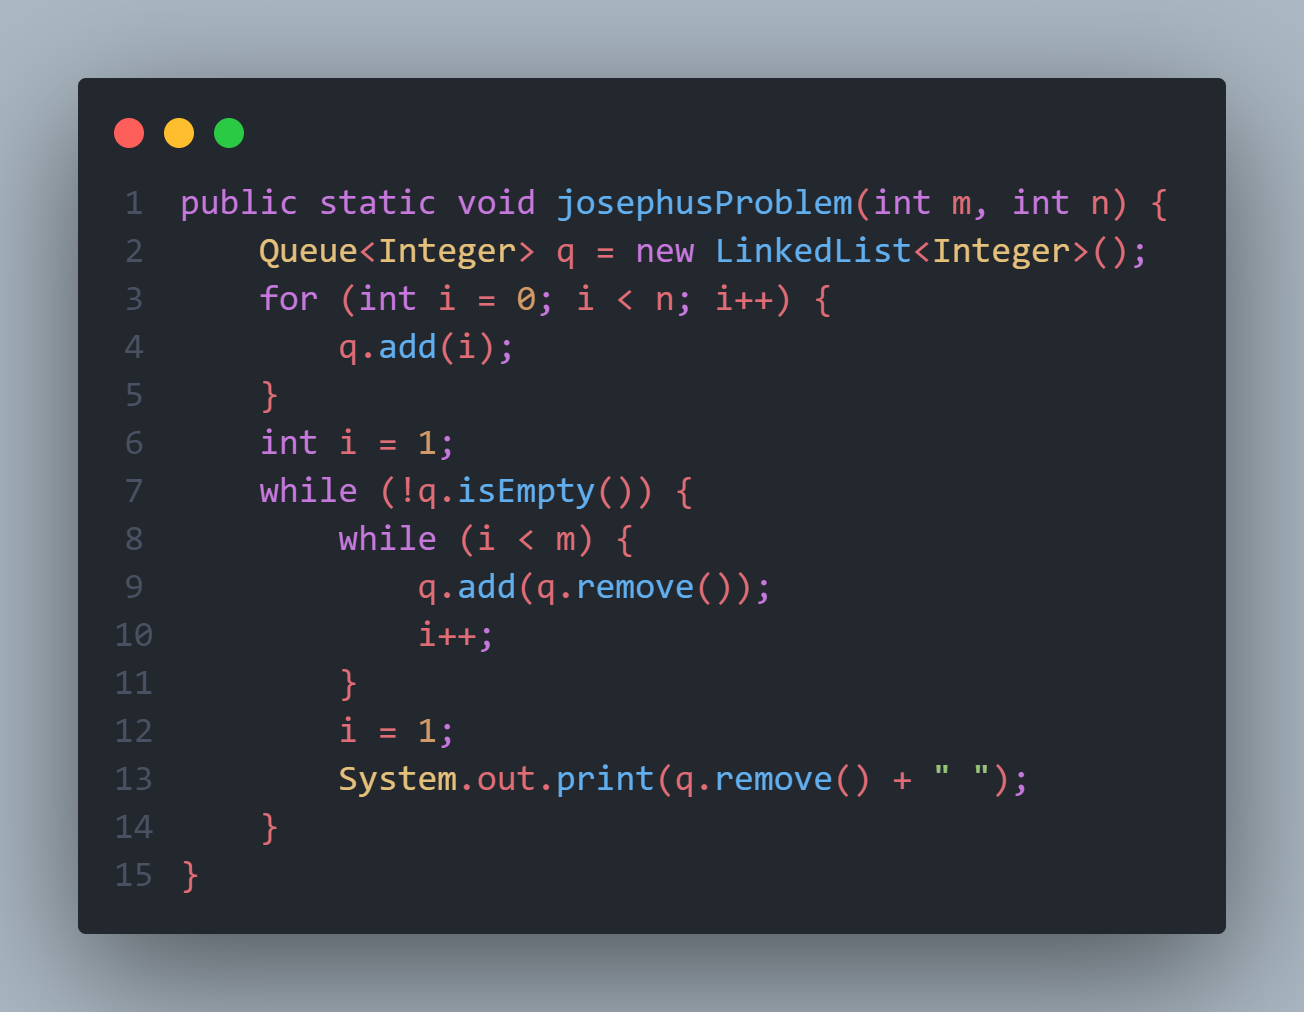 1 public static void josephusProblem(int m, int n) {
2     Queue<Integer> q = new LinkedList<Integer>();
3     for (int i = 0; i < n; i++) {
4         q.add(i);
5     }
6     int i = 1;
7     while (!q.isEmpty()) {
8         while (i < m) {
9             q.add(q.remove());
10             i++;
11         }
12         i = 1;
13         System.out.print(q.remove() + " ");
14     }
15 }